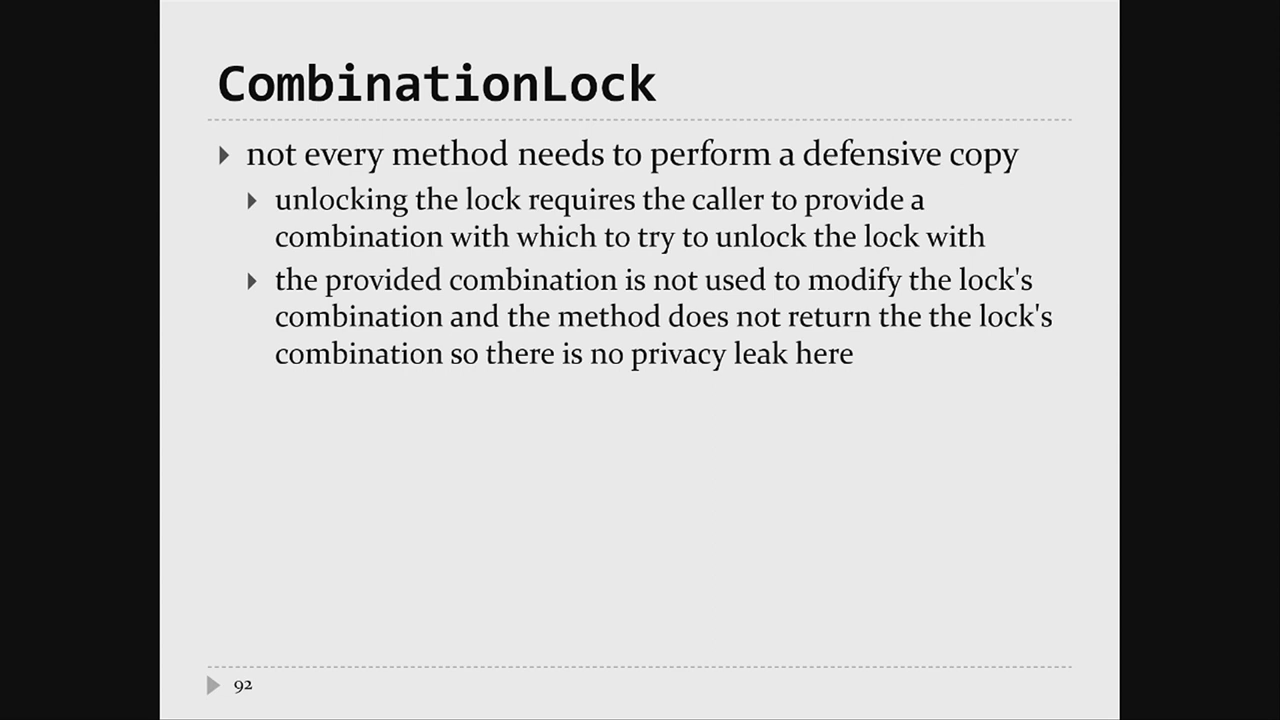 CombinationLock
not every method needs to perform a defensive copy
unlocking the lock requires the caller to provide a
combination with which to try to unlock the lock with
the provided combination is not used to modify the lock's
combination and the method does not return the the lock's
combination so there is no privacy leak here
92